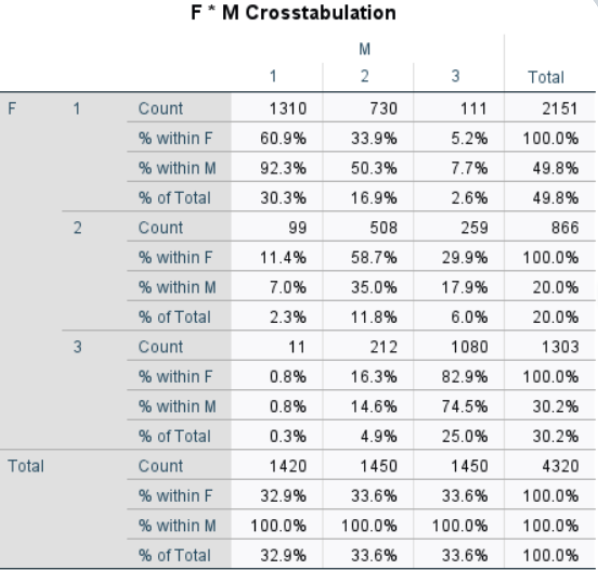 F * M Crosstabulation
M
1 2 3 Total
F 1 Count 1310 730 111 2151
% within F 60.9% 33.9% 5.2% 100.0%
% within M 92.3% 50.3% 7.7% 49.8%
% of Total 30.3% 16.9% 2.6% 49.8%
2 Count 99 508 259 866
% within F 11.4% 58.7% 29.9% 100.0%
% within M 7.0% 35.0% 17.9% 20.0%
% of Total 2.3% 11.8% 6.0% 20.0%
3 Count 11 212 1080 1303
% within F 0.8% 16.3% 82.9% 100.0%
% within M 0.8% 14.6% 74.5% 30.2%
% of Total 0.3% 4.9% 25.0% 30.2%
Total Count 1420 1450 1450 4320
% within F 32.9% 33.6% 33.6% 100.0%
% within M 100.0% 100.0% 100.0% 100.0%
% of Total 32.9% 33.6% 33.6% 100.0%